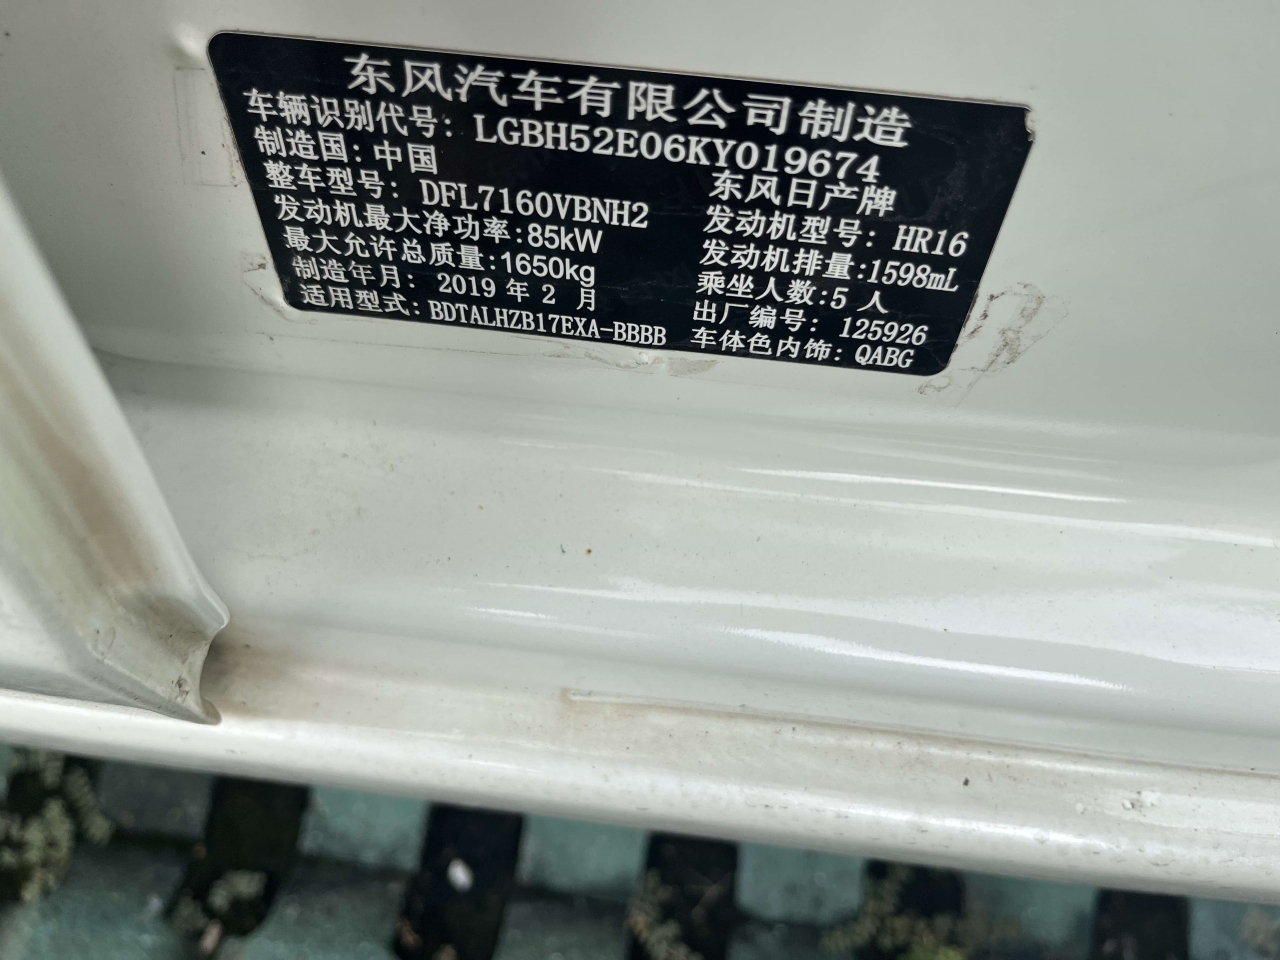 东风汽车有限公司制造
车辆识别代号: LGBH52E06KY019674
制造国: 中国 东风日产牌
整车型号: DFL7160VBNH2 发动机型号: HR16
发动机最大净功率:85kW 发动机排量:1598mL
最大允许总质量:1650kg 乘坐人数:5 人
制造年月: 2019 年 2 月 出厂编号: 125926
适用型式: BDTALHZB17EXA-BBBB 车体色内饰: QABG